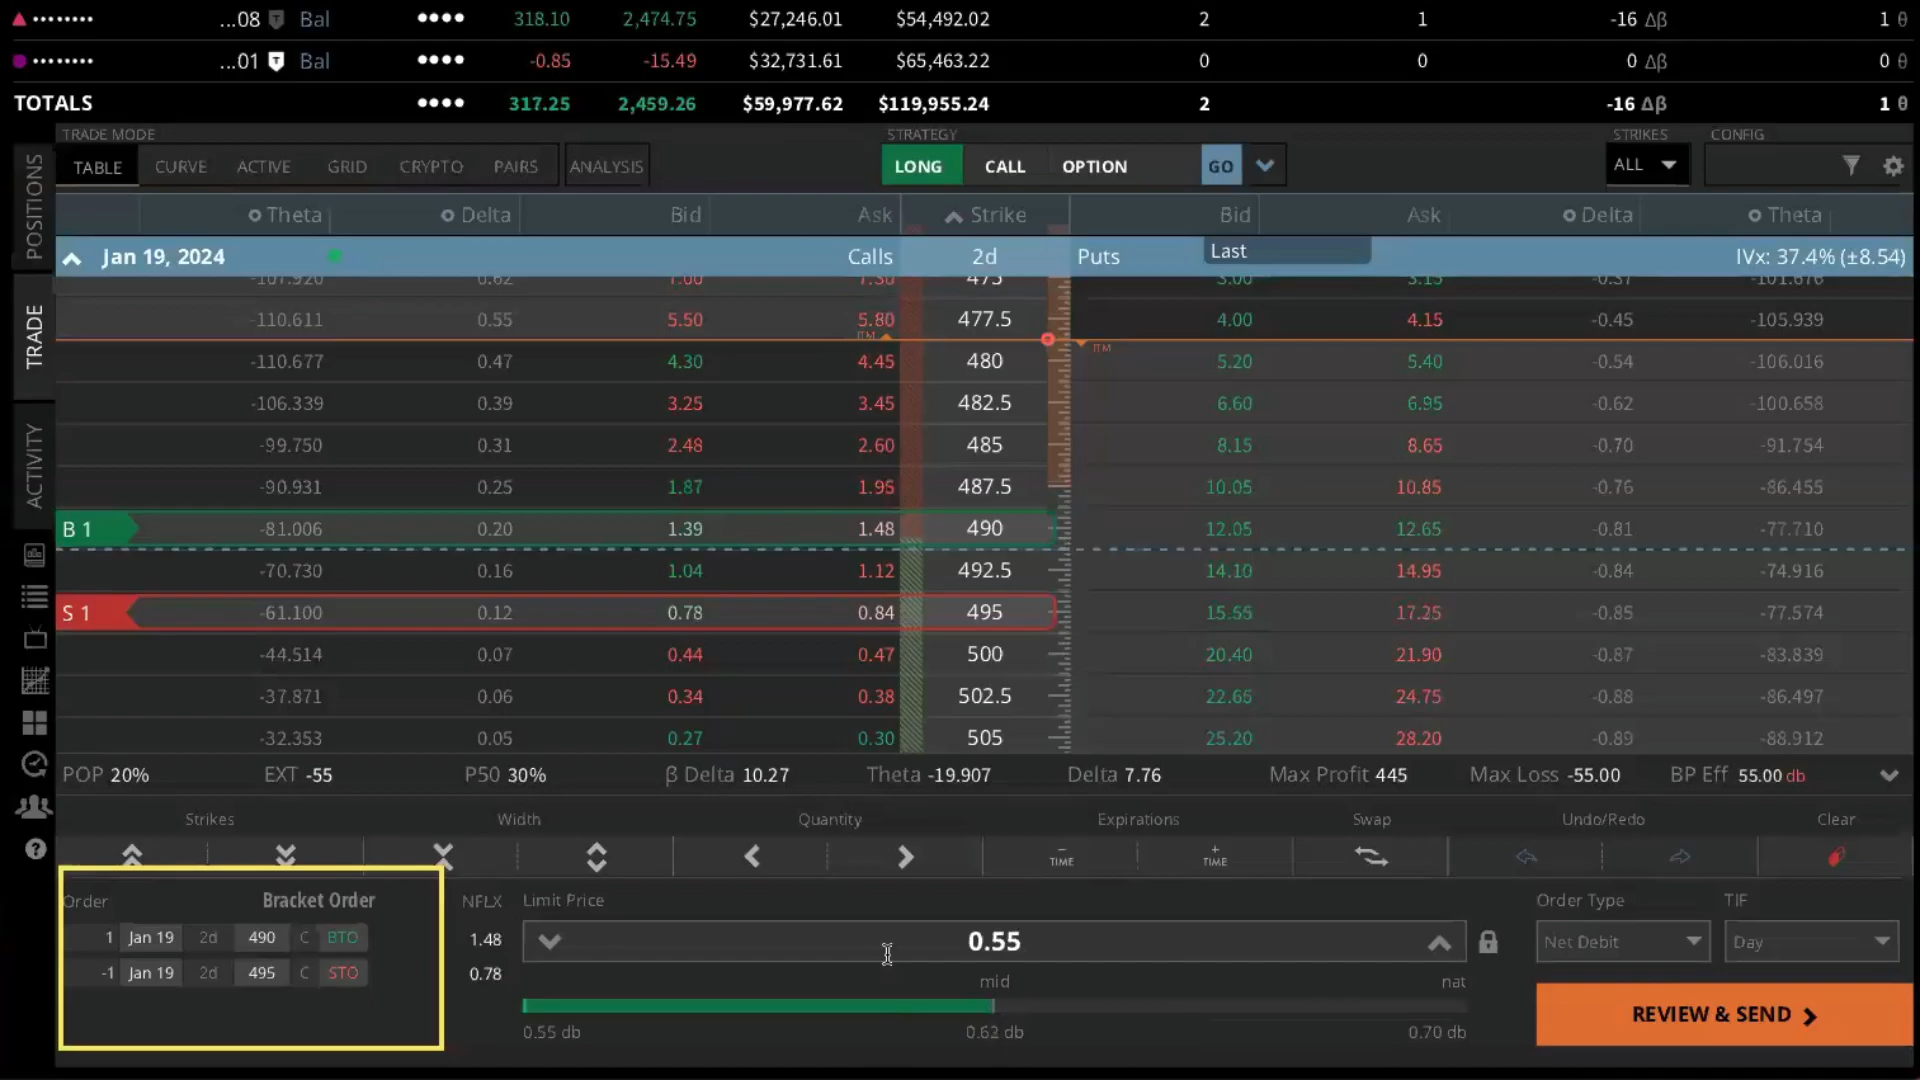 ...08 T Bal 318.10 2,474.75 $27,246.01 $54,492.02 2 1 -16 Δβ 1 θ
...01 T Bal -0.85 -15.49 $32,731.61 $65,463.22 0 0 0 Δβ 0 θ
TOTALS 317.25 2,459.26 $59,977.62 $119,955.24 2 -16 Δβ 1 θ
TRADE MODE STRATEGY STRIKES CONFIG
TABLE CURVE ACTIVE GRID CRYPTO PAIRS ANALYSIS LONG CALL OPTION GO ALL
POSITIONS
TRADE
ACTIVITY
Theta Delta Bid Ask Strike Bid Ask Delta Theta
Jan 19, 2024 Calls 2d Puts Last IVx: 37.4% (±8.54)
-107.920 0.62 475 3.00 3.15 -0.37 -101.676
-110.611 0.55 5.50 5.80 477.5 4.00 4.15 -0.45 -105.939
ITM ITM
-110.677 0.47 4.30 4.45 480 5.20 5.40 -0.54 -106.016
-106.339 0.39 3.25 3.45 482.5 6.60 6.95 -0.62 -100.658
-99.750 0.31 2.48 2.60 485 8.15 8.65 -0.70 -91.754
-90.931 0.25 1.87 1.95 487.5 10.05 10.85 -0.76 -86.455
B 1 -81.006 0.20 1.39 1.48 490 12.05 12.65 -0.81 -77.710
-70.730 0.16 1.04 1.12 492.5 14.10 14.95 -0.84 -74.916
S 1 -61.100 0.12 0.78 0.84 495 15.55 17.25 -0.85 -77.574
-44.514 0.07 0.44 0.47 500 20.40 21.90 -0.87 -83.839
-37.871 0.06 0.34 0.38 502.5 22.65 24.75 -0.88 -86.497
-32.353 0.05 0.27 0.30 505 25.20 28.20 -0.89 -88.912
POP 20% EXT -55 P50 30% β Delta 10.27 Theta -19.907 Delta 7.76 Max Profit 445 Max Loss -55.00 BP Eff 55.00 db
Strikes Width Quantity Expirations Swap Undo/Redo Clear
− TIME + TIME
Order Bracket Order NFLX Limit Price Order Type TIF
1 Jan 19 2d 490 C BTO 1.48 0.55 Net Debit Day
-1 Jan 19 2d 495 C STO 0.78 mid nat
0.55 db 0.62 db 0.70 db
REVIEW & SEND